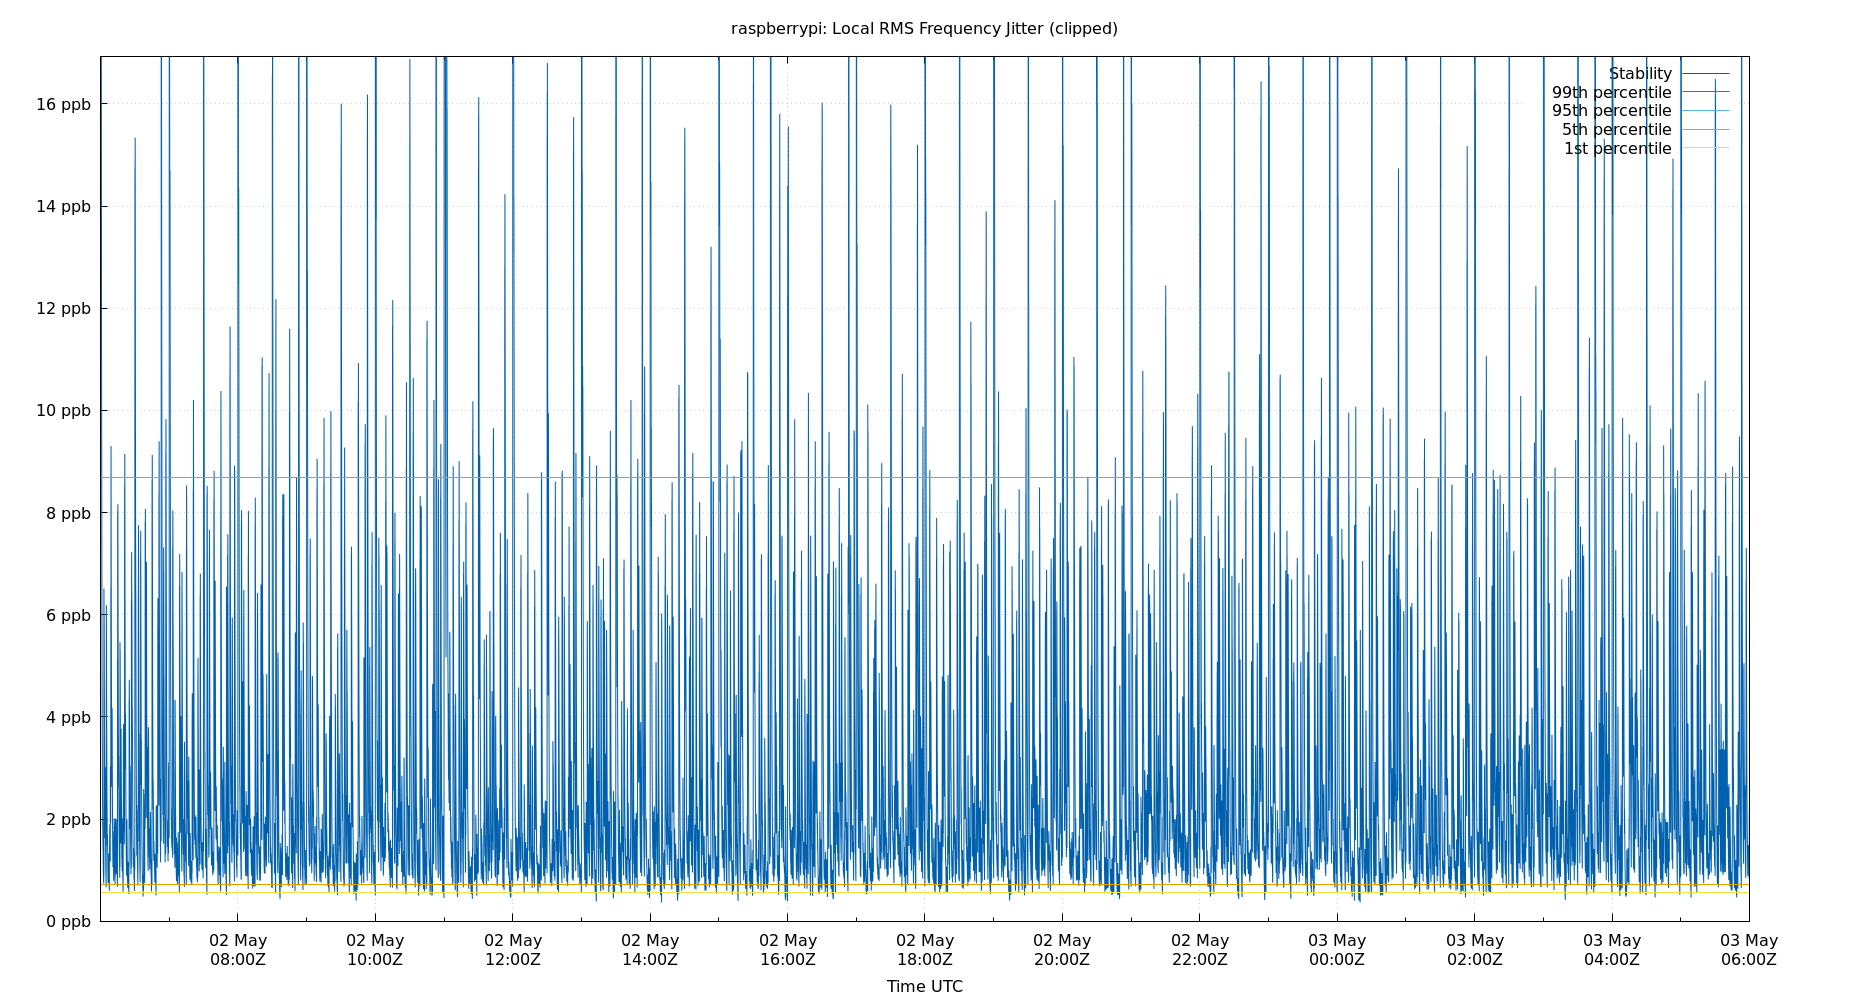 raspberrypi: Local RMS Frequency Jitter (clipped)
Stability
99th percentile
95th percentile
5th percentile
1st percentile
16 ppb
14 ppb
12 ppb
10 ppb
8 ppb
6 ppb
4 ppb
2 ppb
0 ppb
02 May 02 May 02 May 02 May 02 May 02 May 02 May 02 May 03 May 03 May 03 May 03 May
08:00Z 10:00Z 12:00Z 14:00Z 16:00Z 18:00Z 20:00Z 22:00Z 00:00Z 02:00Z 04:00Z 06:00Z
Time UTC